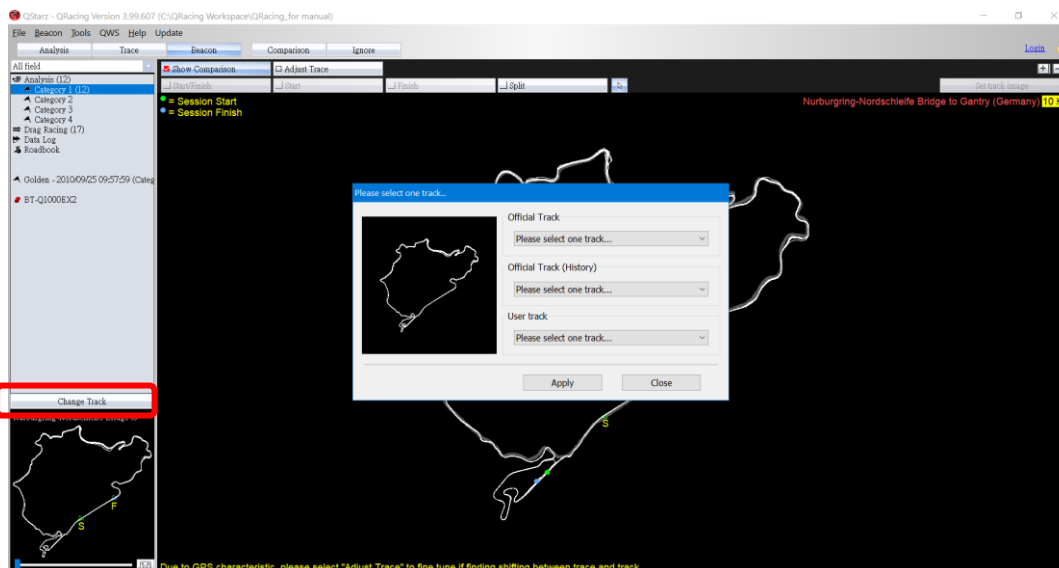 QStarz - QRacing Version 3.99.607 (C:\QRacing Workspace\QRacing_for manual)
File Beacon Tools QWS Help Update
Analysis Trace Beacon Comparison Ignore Login
All field
Show Comparison Adjust Trace
Start/Finish Start Finish Split Set track image
Analysis (12)
Category 1 (12)
Category 2
Category 3
Category 4
Drag Racing (17)
Data Log
Roadbook
Golden - 2010/09/25 09:57:59 (Categ
BT-Q1000EX2
= Session Start
= Session Finish
Nurburgring-Nordschleife Bridge to Gantry (Germany) 10
Please select one track...
Official Track
Please select one track...
Official Track (History)
Please select one track...
User track
Please select one track...
Apply Close
Change Track
S
F
S
Due to GPS characteristic, please select "Adjust Trace" to fine tune if finding shifting between trace and track